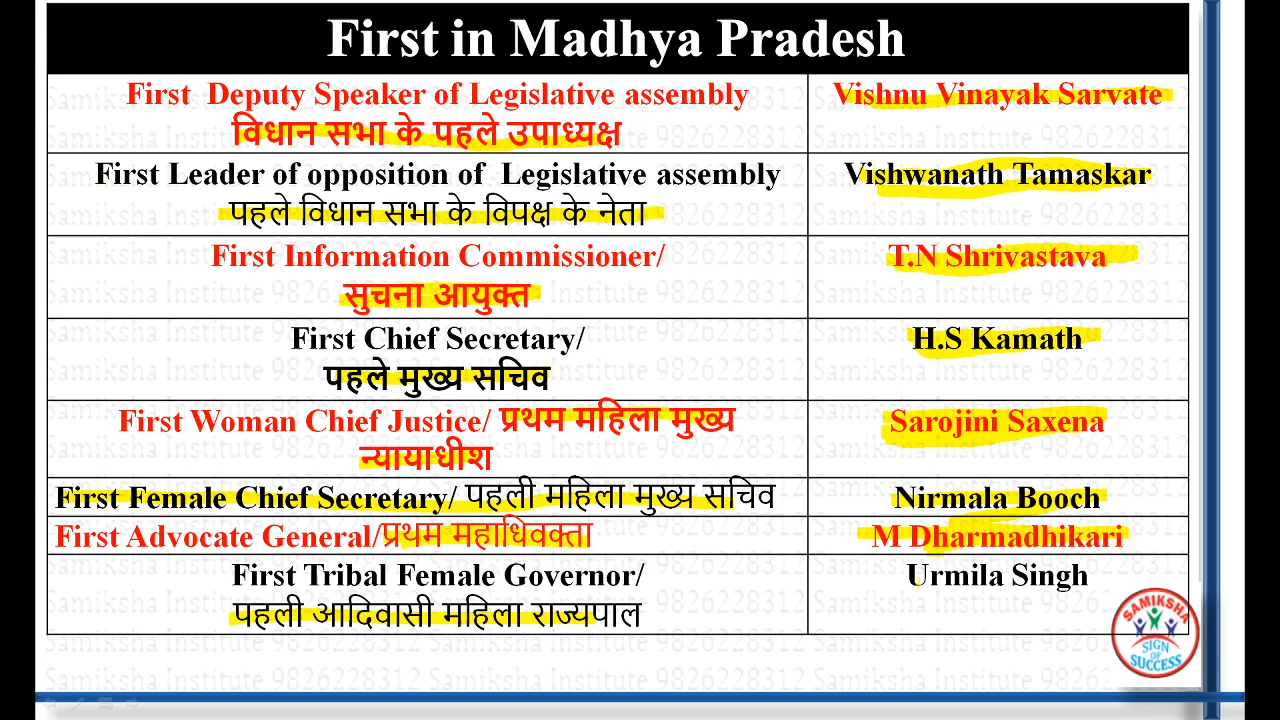 First in Madhya Pradesh
First Deputy Speaker of Legislative assembly
विधान सभा के पहले उपाध्यक्ष
Vishnu Vinayak Sarvate
First Leader of opposition of Legislative assembly
पहले विधान सभा के विपक्ष के नेता
Vishwanath Tamaskar
First Information Commissioner/
सुचना आयुक्त
T.N Shrivastava
First Chief Secretary/
पहले मुख्य सचिव
H.S Kamath
First Woman Chief Justice/ प्रथम महिला मुख्य
न्यायाधीश
Sarojini Saxena
First Female Chief Secretary/ पहली महिला मुख्य सचिव
Nirmala Booch
First Advocate General/प्रथम महाधिवक्ता
M Dharmadhikari
First Tribal Female Governor/
पहली आदिवासी महिला राज्यपाल
Urmila Singh
SAMIKSHA
SIGN
OF
SUCCESS
Samiksha Institute 9826228312